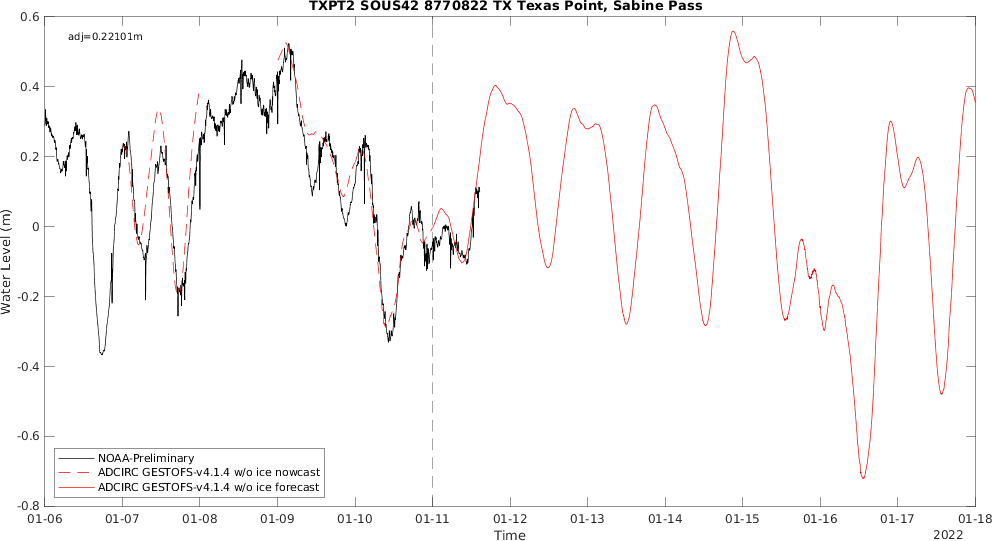 TXPT2 SOUS42 8770822 TX Texas Point, Sabine Pass
adj=0.22101m
0.6
0.4
0.2
0
-0.2
-0.4
-0.6
-0.8
Water Level (m)
NOAA-Preliminary
ADCIRC GESTOFS-v4.1.4 w/o ice nowcast
ADCIRC GESTOFS-v4.1.4 w/o ice forecast
01-06 01-07 01-08 01-09 01-10 01-11 01-12 01-13 01-14 01-15 01-16 01-17 01-18
Time
2022